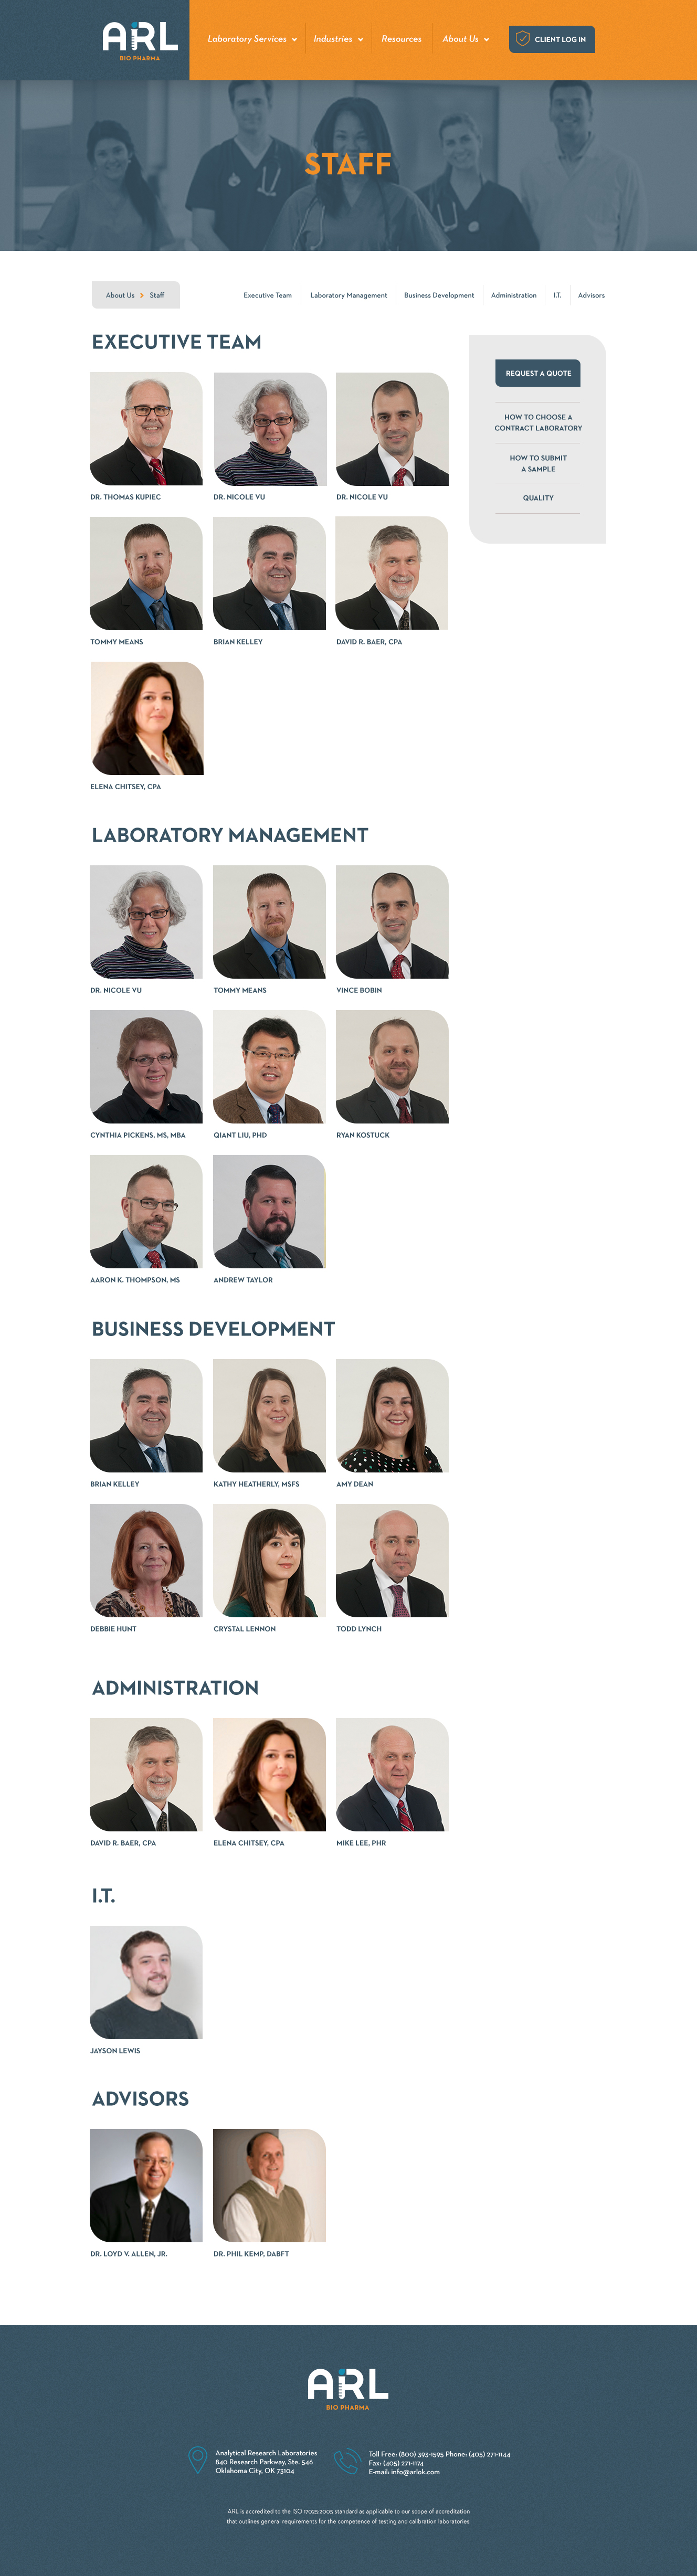 ARL
BIO PHARMA
Laboratory Services
Industries
Resources
About Us
CLIENT LOG IN
STAFF
About Us
Staff
Executive Team
Laboratory Management
Business Development
Administration
I.T.
Advisors
EXECUTIVE TEAM
DR. THOMAS KUPIEC
DR. NICOLE VU
DR. NICOLE VU
TOMMY MEANS
BRIAN KELLEY
DAVID R. BAER, CPA
ELENA CHITSEY, CPA
REQUEST A QUOTE
HOW TO CHOOSE A
CONTRACT LABORATORY
HOW TO SUBMIT
A SAMPLE
QUALITY
LABORATORY MANAGEMENT
DR. NICOLE VU
TOMMY MEANS
VINCE BOBIN
CYNTHIA PICKENS, MS, MBA
QIANT LIU, PHD
RYAN KOSTUCK
AARON K. THOMPSON, MS
ANDREW TAYLOR
BUSINESS DEVELOPMENT
BRIAN KELLEY
KATHY HEATHERLY, MSFS
AMY DEAN
DEBBIE HUNT
CRYSTAL LENNON
TODD LYNCH
ADMINISTRATION
DAVID R. BAER, CPA
ELENA CHITSEY, CPA
MIKE LEE, PHR
I.T.
JAYSON LEWIS
ADVISORS
DR. LOYD V. ALLEN, JR.
DR. PHIL KEMP, DABFT
ARL
BIO PHARMA
Analytical Research Laboratories
840 Research Parkway, Ste. 546
Oklahoma City, OK 73104
Toll Free: (800) 393-1595 Phone: (405) 271-1144
Fax: (405) 271-1174
E-mail: info@arlok.com
ARL is accredited to the ISO 17025:2005 standard as applicable to our scope of accreditation
that outlines general requirements for the competence of testing and calibration laboratories.